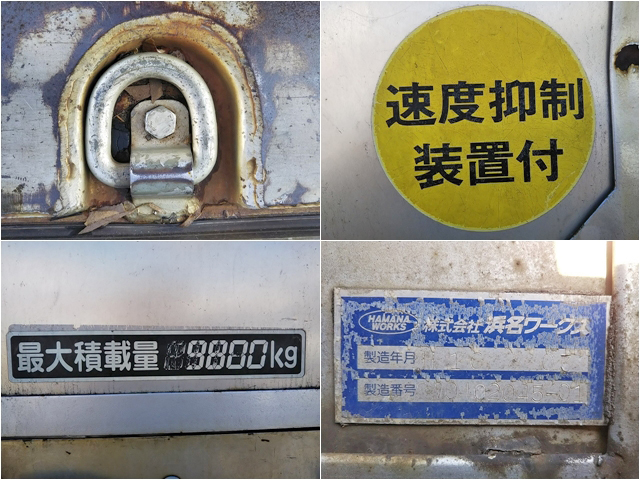 速度抑制
装置付
最大積載量 9800kg
HAMANA
WORKS
株式会社 浜名ワークス
製造年月
製造番号